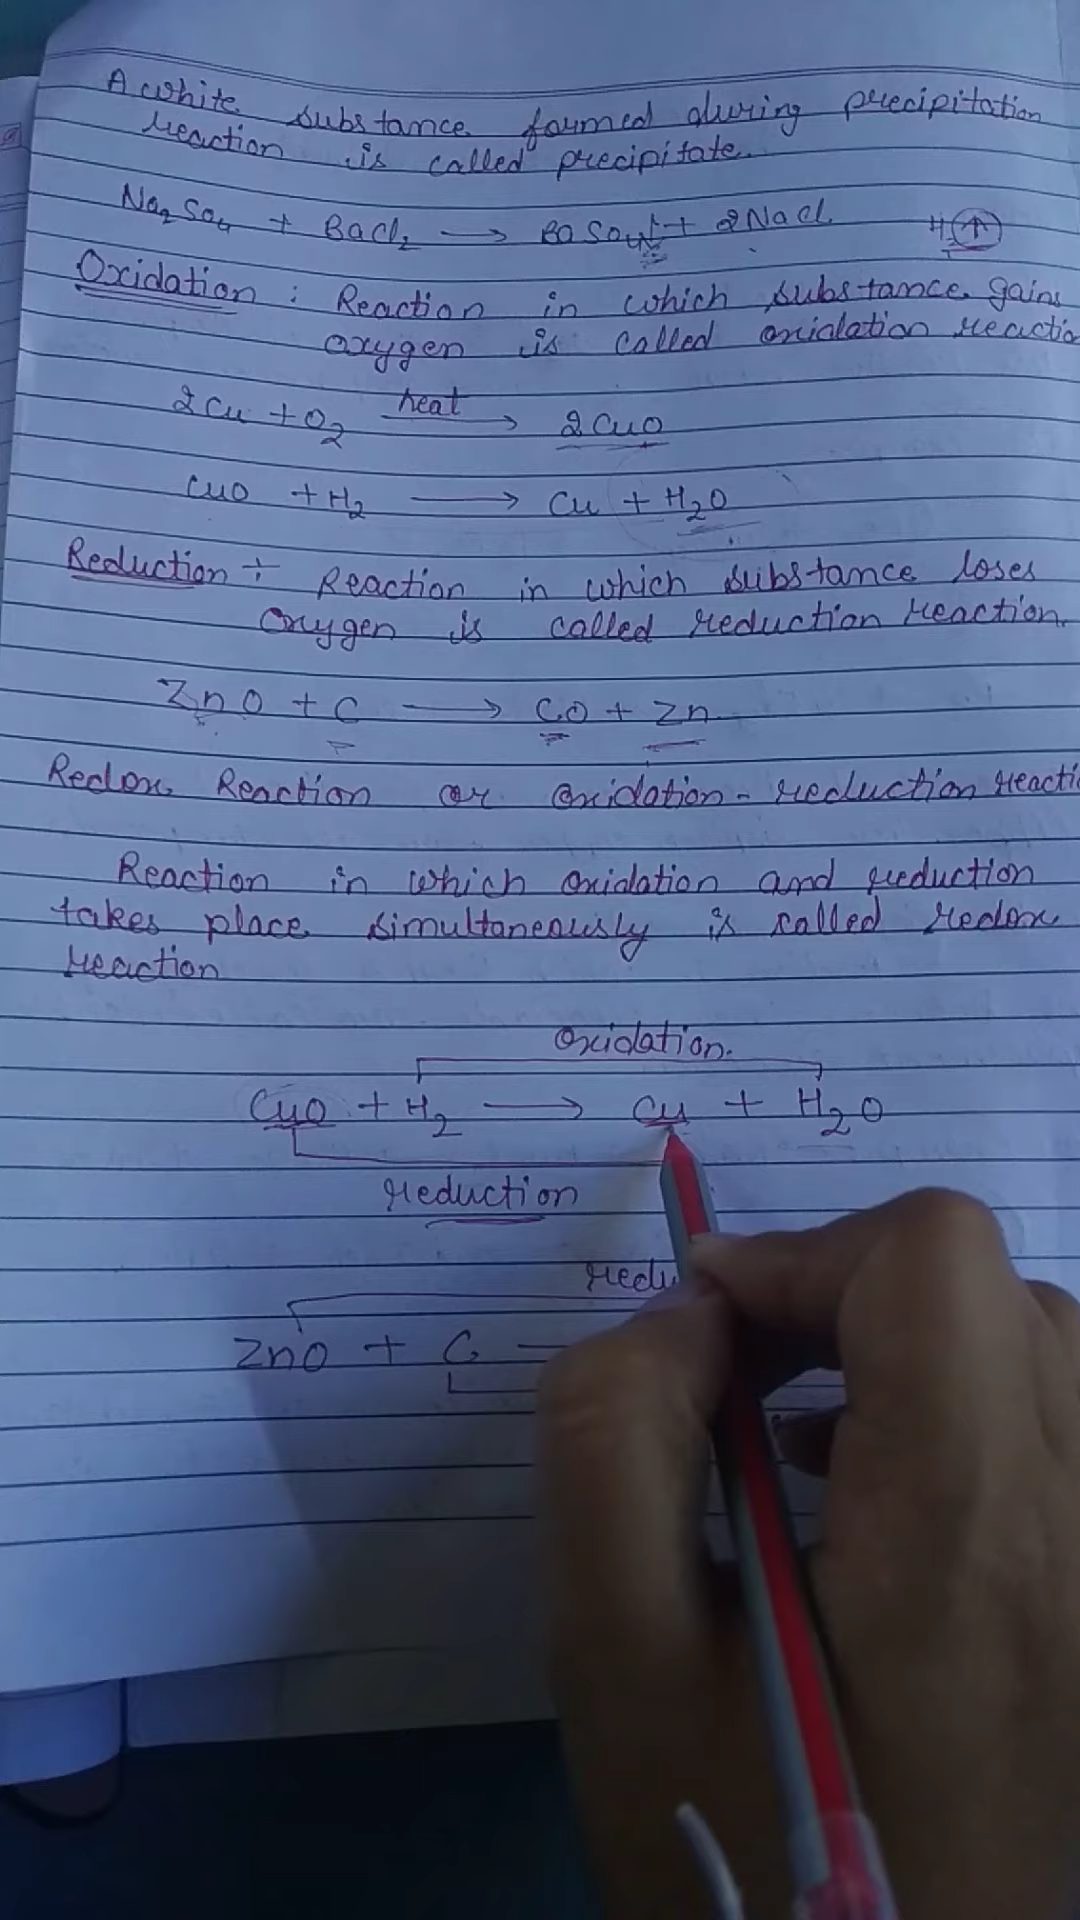 A white substance formed during precipitation
reaction is called precipitate.
Na₂So₄ + BaCl₂ → BaSo₄↓ + 2NaCl H₂↑
Oxidation : Reaction in which substance gains
oxygen is called oxidation reactio
2Cu + O₂ heat → 2CuO
CuO + H₂ → Cu + H₂O
Reduction ÷ Reaction in which substance loses
Oxygen is called reduction reaction.
ZnO + C → CO + Zn
Redox Reaction or oxidation - reduction reacti
Reaction in which oxidation and reduction
takes place simultaneously is called redox
reaction
Oxidation.
CuO + H₂ → Cu + H₂O
reduction
redu
ZnO + C